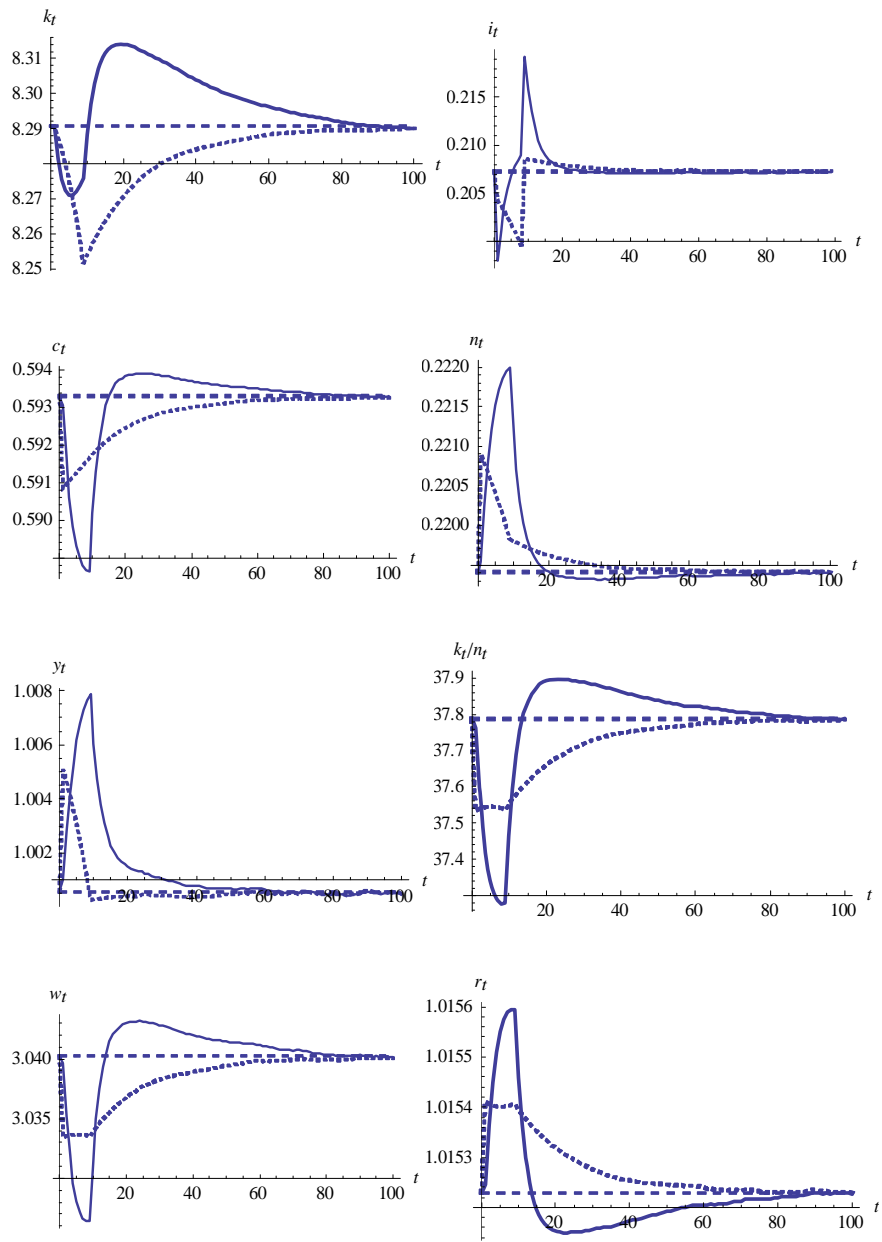 k_t
8.31
8.30
8.29
8.27
8.26
8.25
20 40 60 80 100 t
i_t
0.215
0.210
0.205
20 40 60 80 100 t
c_t
0.594
0.593
0.592
0.591
0.590
20 40 60 80 100 t
n_t
0.2220
0.2215
0.2210
0.2205
0.2200
20 40 60 80 100 t
y_t
1.008
1.006
1.004
1.002
20 40 60 80 100 t
k_t/n_t
37.9
37.8
37.7
37.6
37.5
37.4
20 40 60 80 100 t
w_t
3.040
3.035
20 40 60 80 100 t
r_t
1.0156
1.0155
1.0154
1.0153
20 40 60 80 100 t